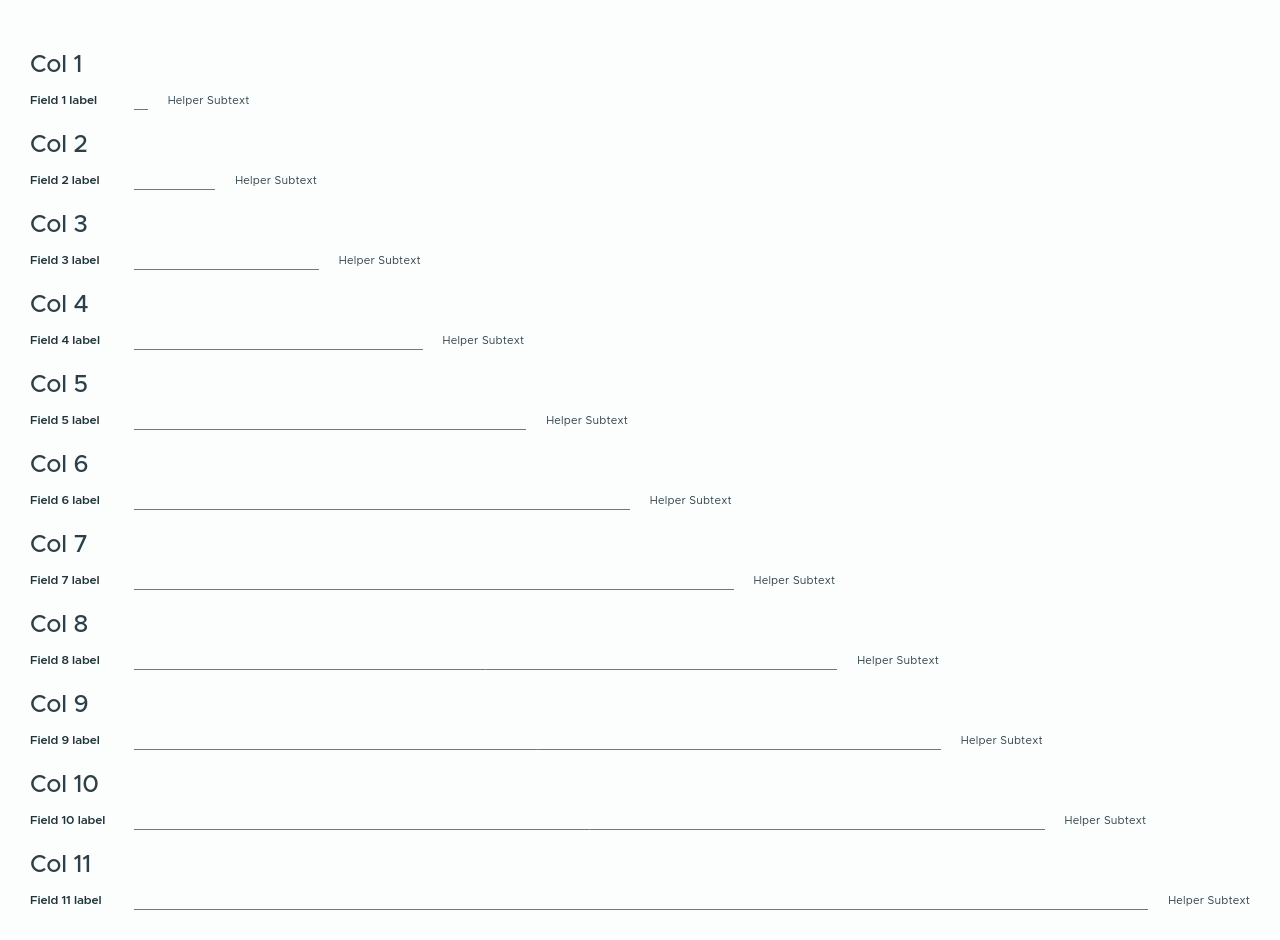 Col 1
Field 1 label Helper Subtext
Col 2
Field 2 label Helper Subtext
Col 3
Field 3 label Helper Subtext
Col 4
Field 4 label Helper Subtext
Col 5
Field 5 label Helper Subtext
Col 6
Field 6 label Helper Subtext
Col 7
Field 7 label Helper Subtext
Col 8
Field 8 label Helper Subtext
Col 9
Field 9 label Helper Subtext
Col 10
Field 10 label Helper Subtext
Col 11
Field 11 label Helper Subtext